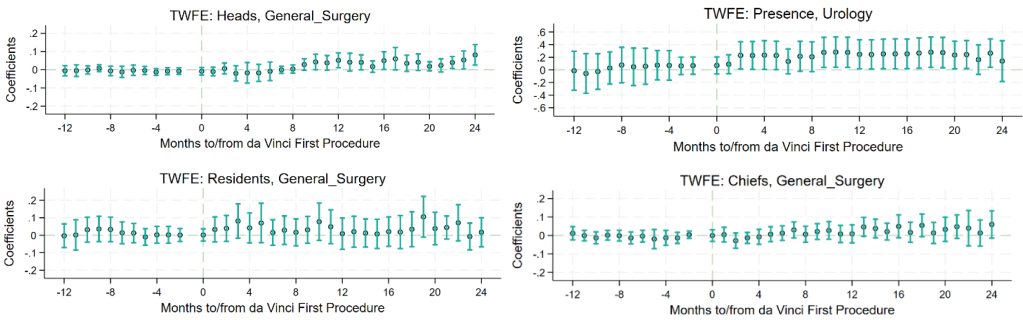 TWFE: Heads, General_Surgery
Coefficients
.2
.1
0
-.1
-.2
-12 -8 -4 0 4 8 12 16 20 24
Months to/from da Vinci First Procedure
TWFE: Presence, Urology
Coefficients
.6
.4
.2
0
-.2
-.4
-.6
-12 -8 -4 0 4 8 12 16 20 24
Months to/from da Vinci First Procedure
TWFE: Residents, General_Surgery
Coefficients
.2
.1
0
-.1
-.2
-12 -8 -4 0 4 8 12 16 20 24
Months to/from da Vinci First Procedure
TWFE: Chiefs, General_Surgery
Coefficients
.2
.1
0
-.1
-.2
-12 -8 -4 0 4 8 12 16 20 24
Months to/from da Vinci First Procedure